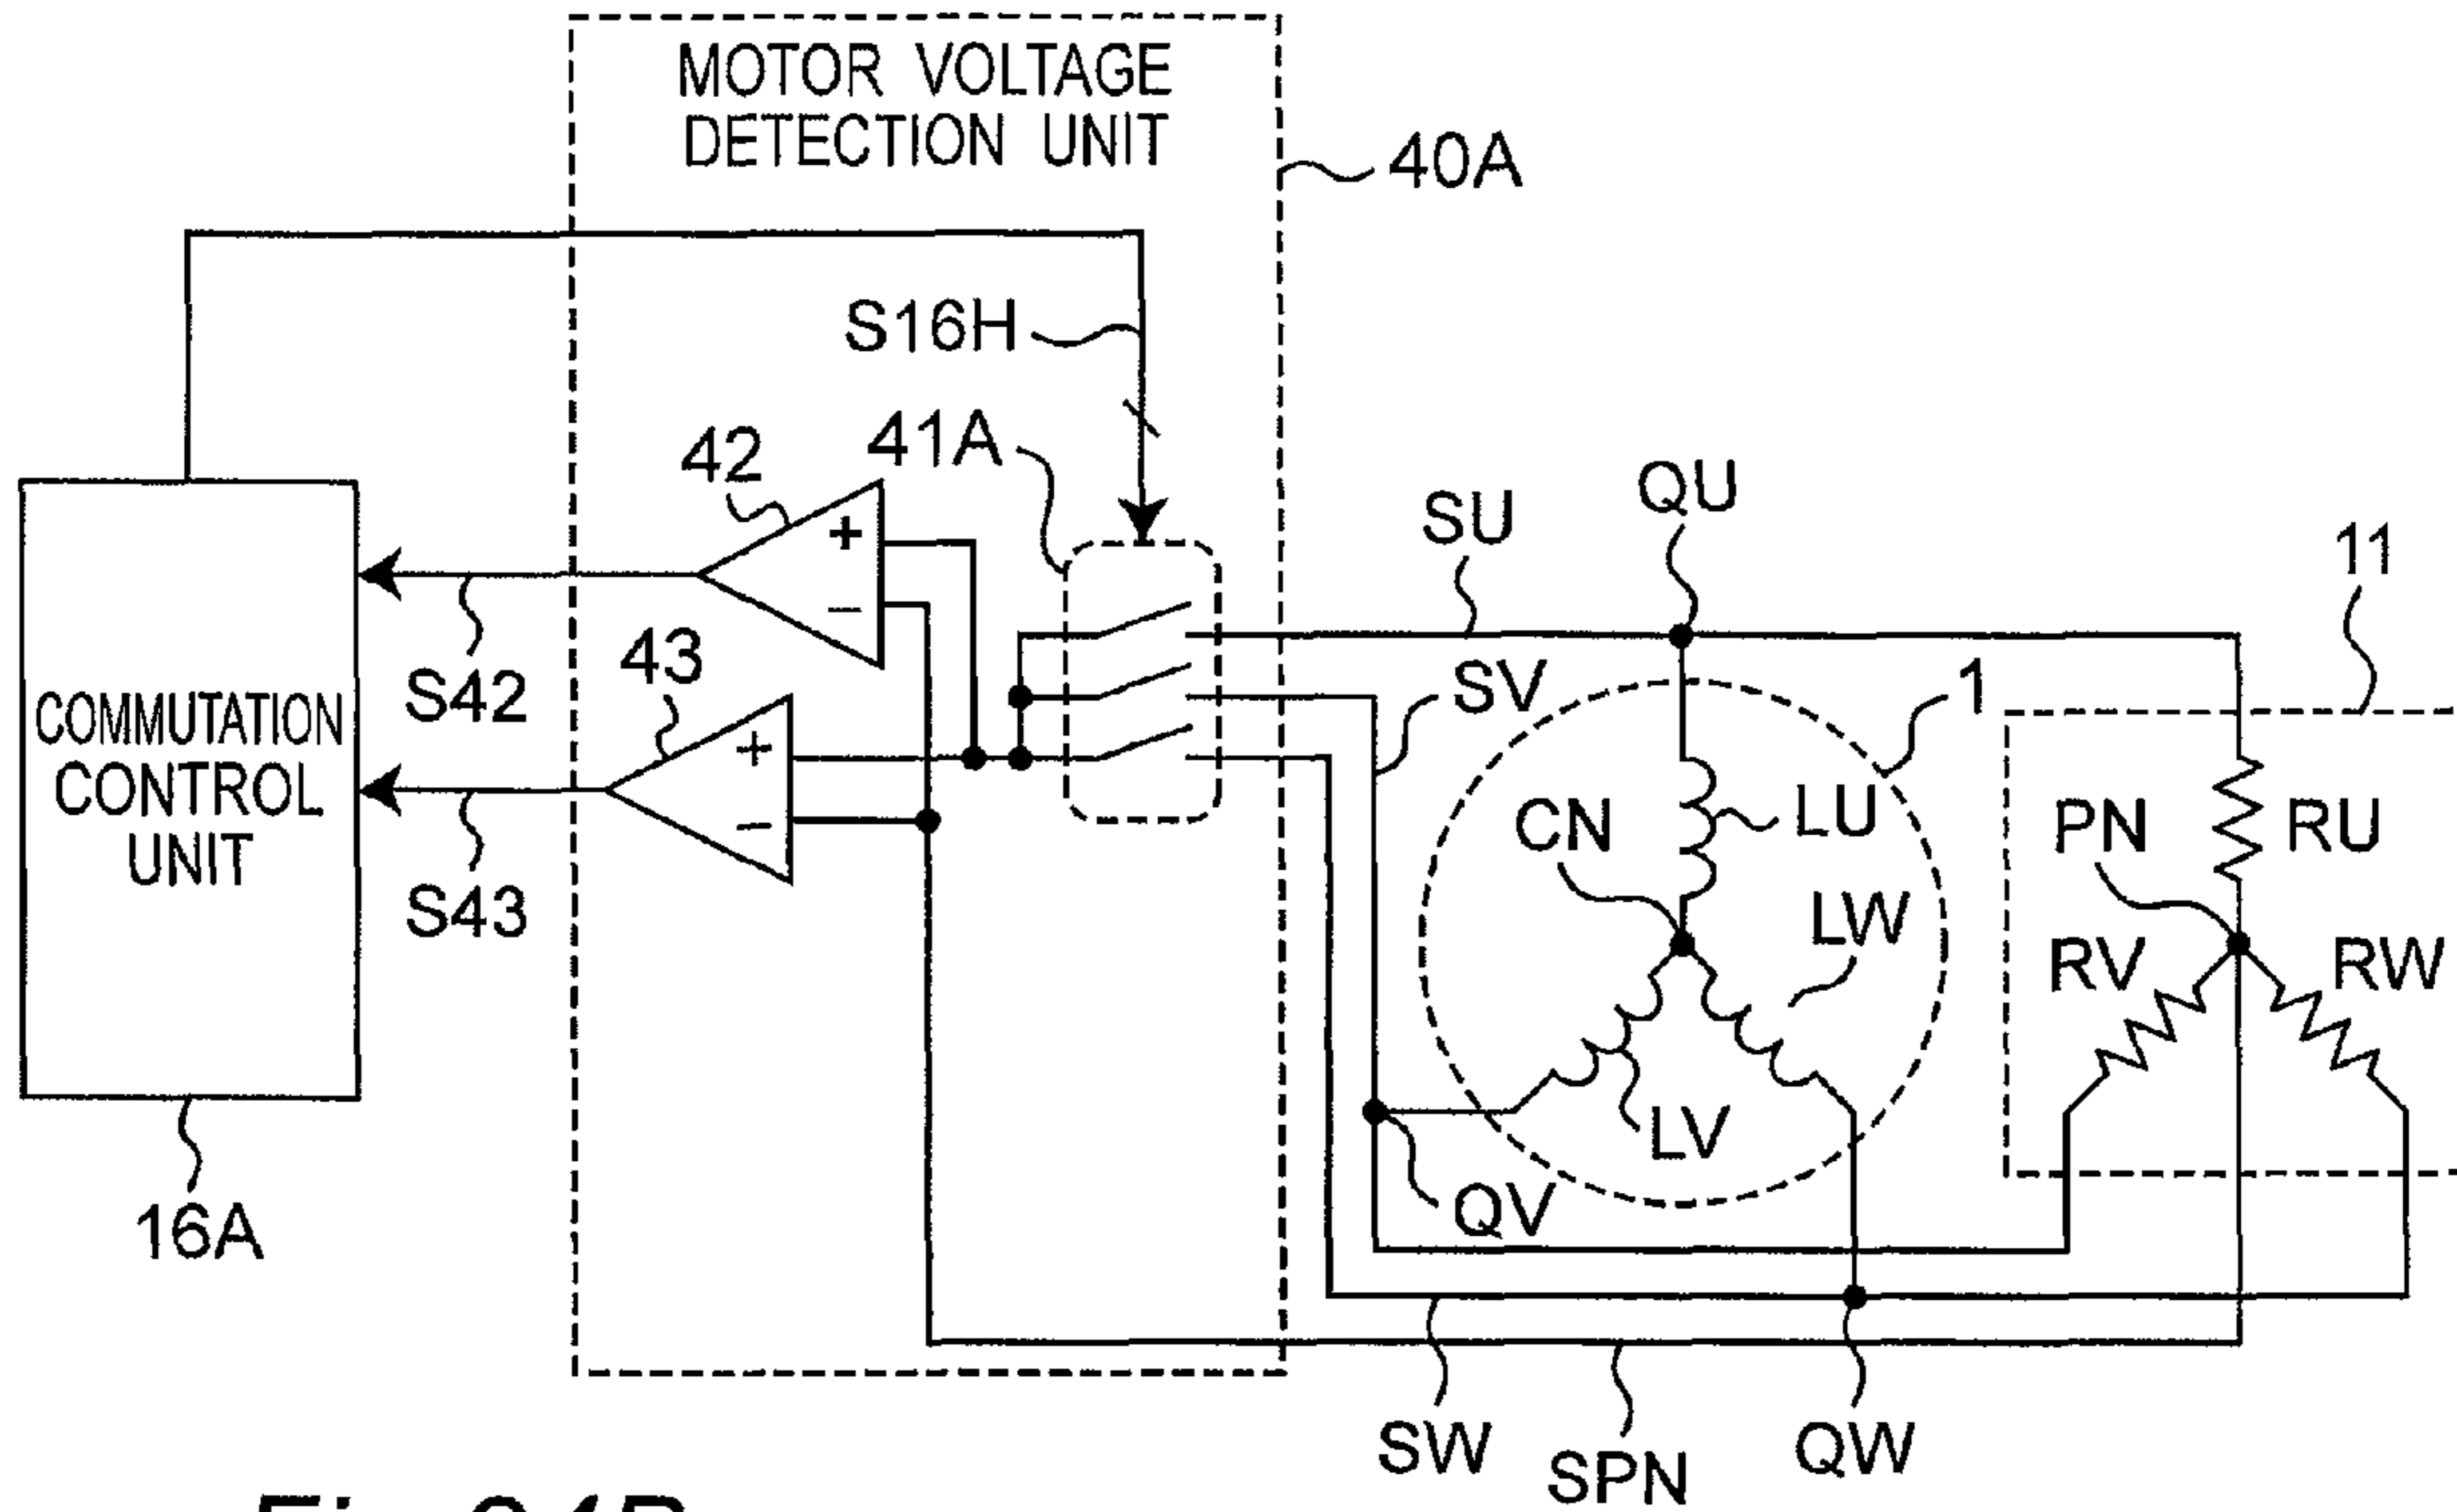 MOTOR VOLTAGE
DETECTION UNIT
40A
S16H
41A
42
QU
SU
11
43
SV
1
S42
COMMUTATION
CONTROL
UNIT
+
−
+
−
CN
LU
PN
RU
LW
RV
RW
S43
LV
QV
16A
SW
SPN
QW